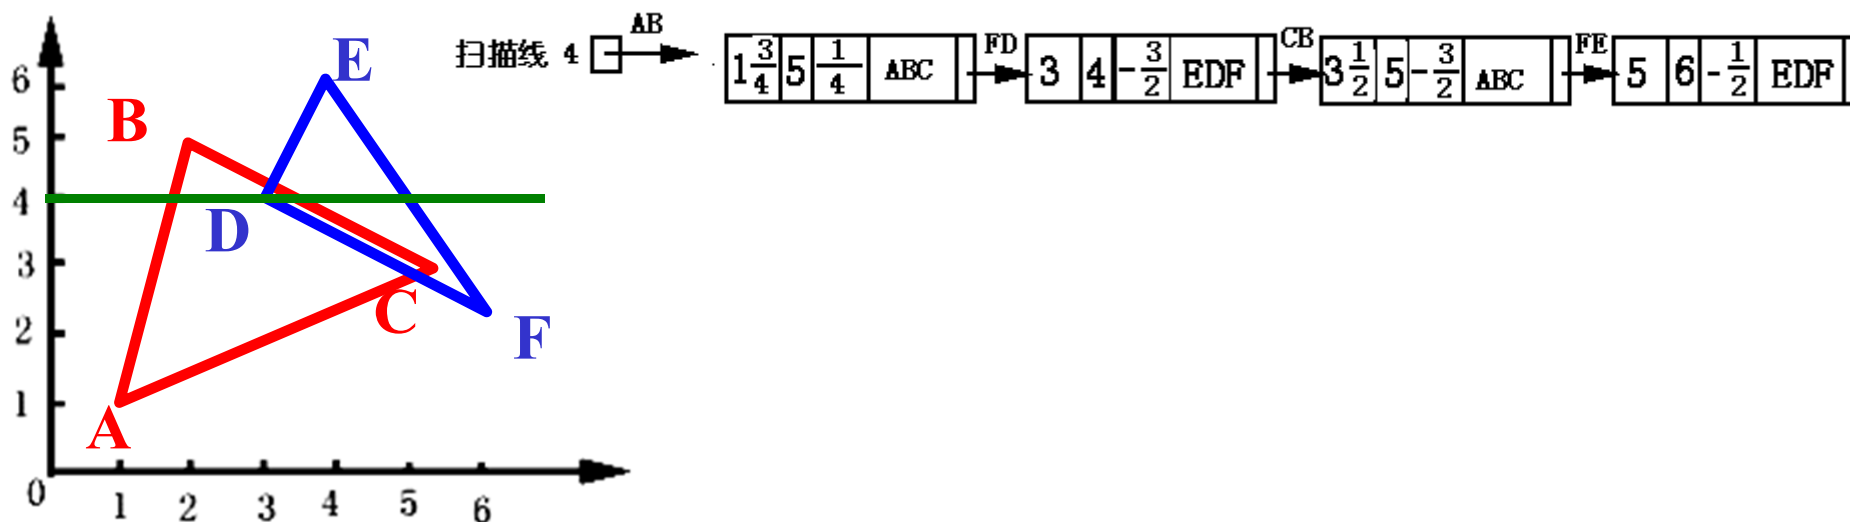 扫描线 4
AB
1 3/4 5 1/4 ABC
FD
3 4 -3/2 EDF
CB
3 1/2 5 -3/2 ABC
FE
5 6 -1/2 EDF
E
6
B
5
4
D
3
C
2
F
1
A
0 1 2 3 4 5 6